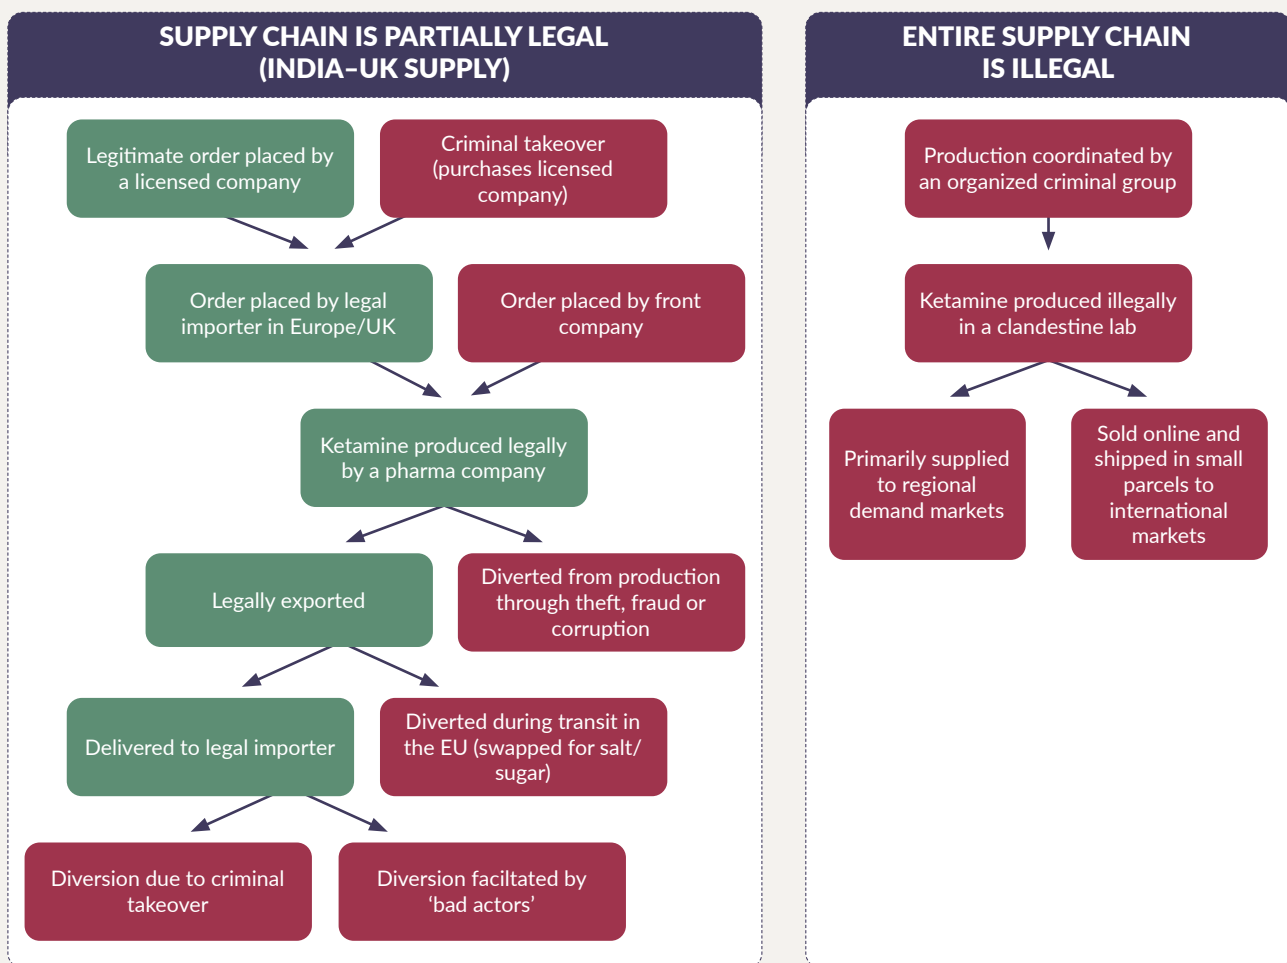 SUPPLY CHAIN IS PARTIALLY LEGAL
(INDIA–UK SUPPLY)
Legitimate order placed by
a licensed company
Criminal takeover
(purchases licensed
company)
Order placed by legal
importer in Europe/UK
Order placed by front
company
Ketamine produced legally
by a pharma company
Legally exported
Diverted from production
through theft, fraud or
corruption
Delivered to legal importer
Diverted during transit in
the EU (swapped for salt/
sugar)
Diversion due to criminal
takeover
Diversion faciltated by
‘bad actors’
ENTIRE SUPPLY CHAIN
IS ILLEGAL
Production coordinated by
an organized criminal group
Ketamine produced illegally
in a clandestine lab
Primarily supplied
to regional
demand markets
Sold online and
shipped in small
parcels to
international
markets